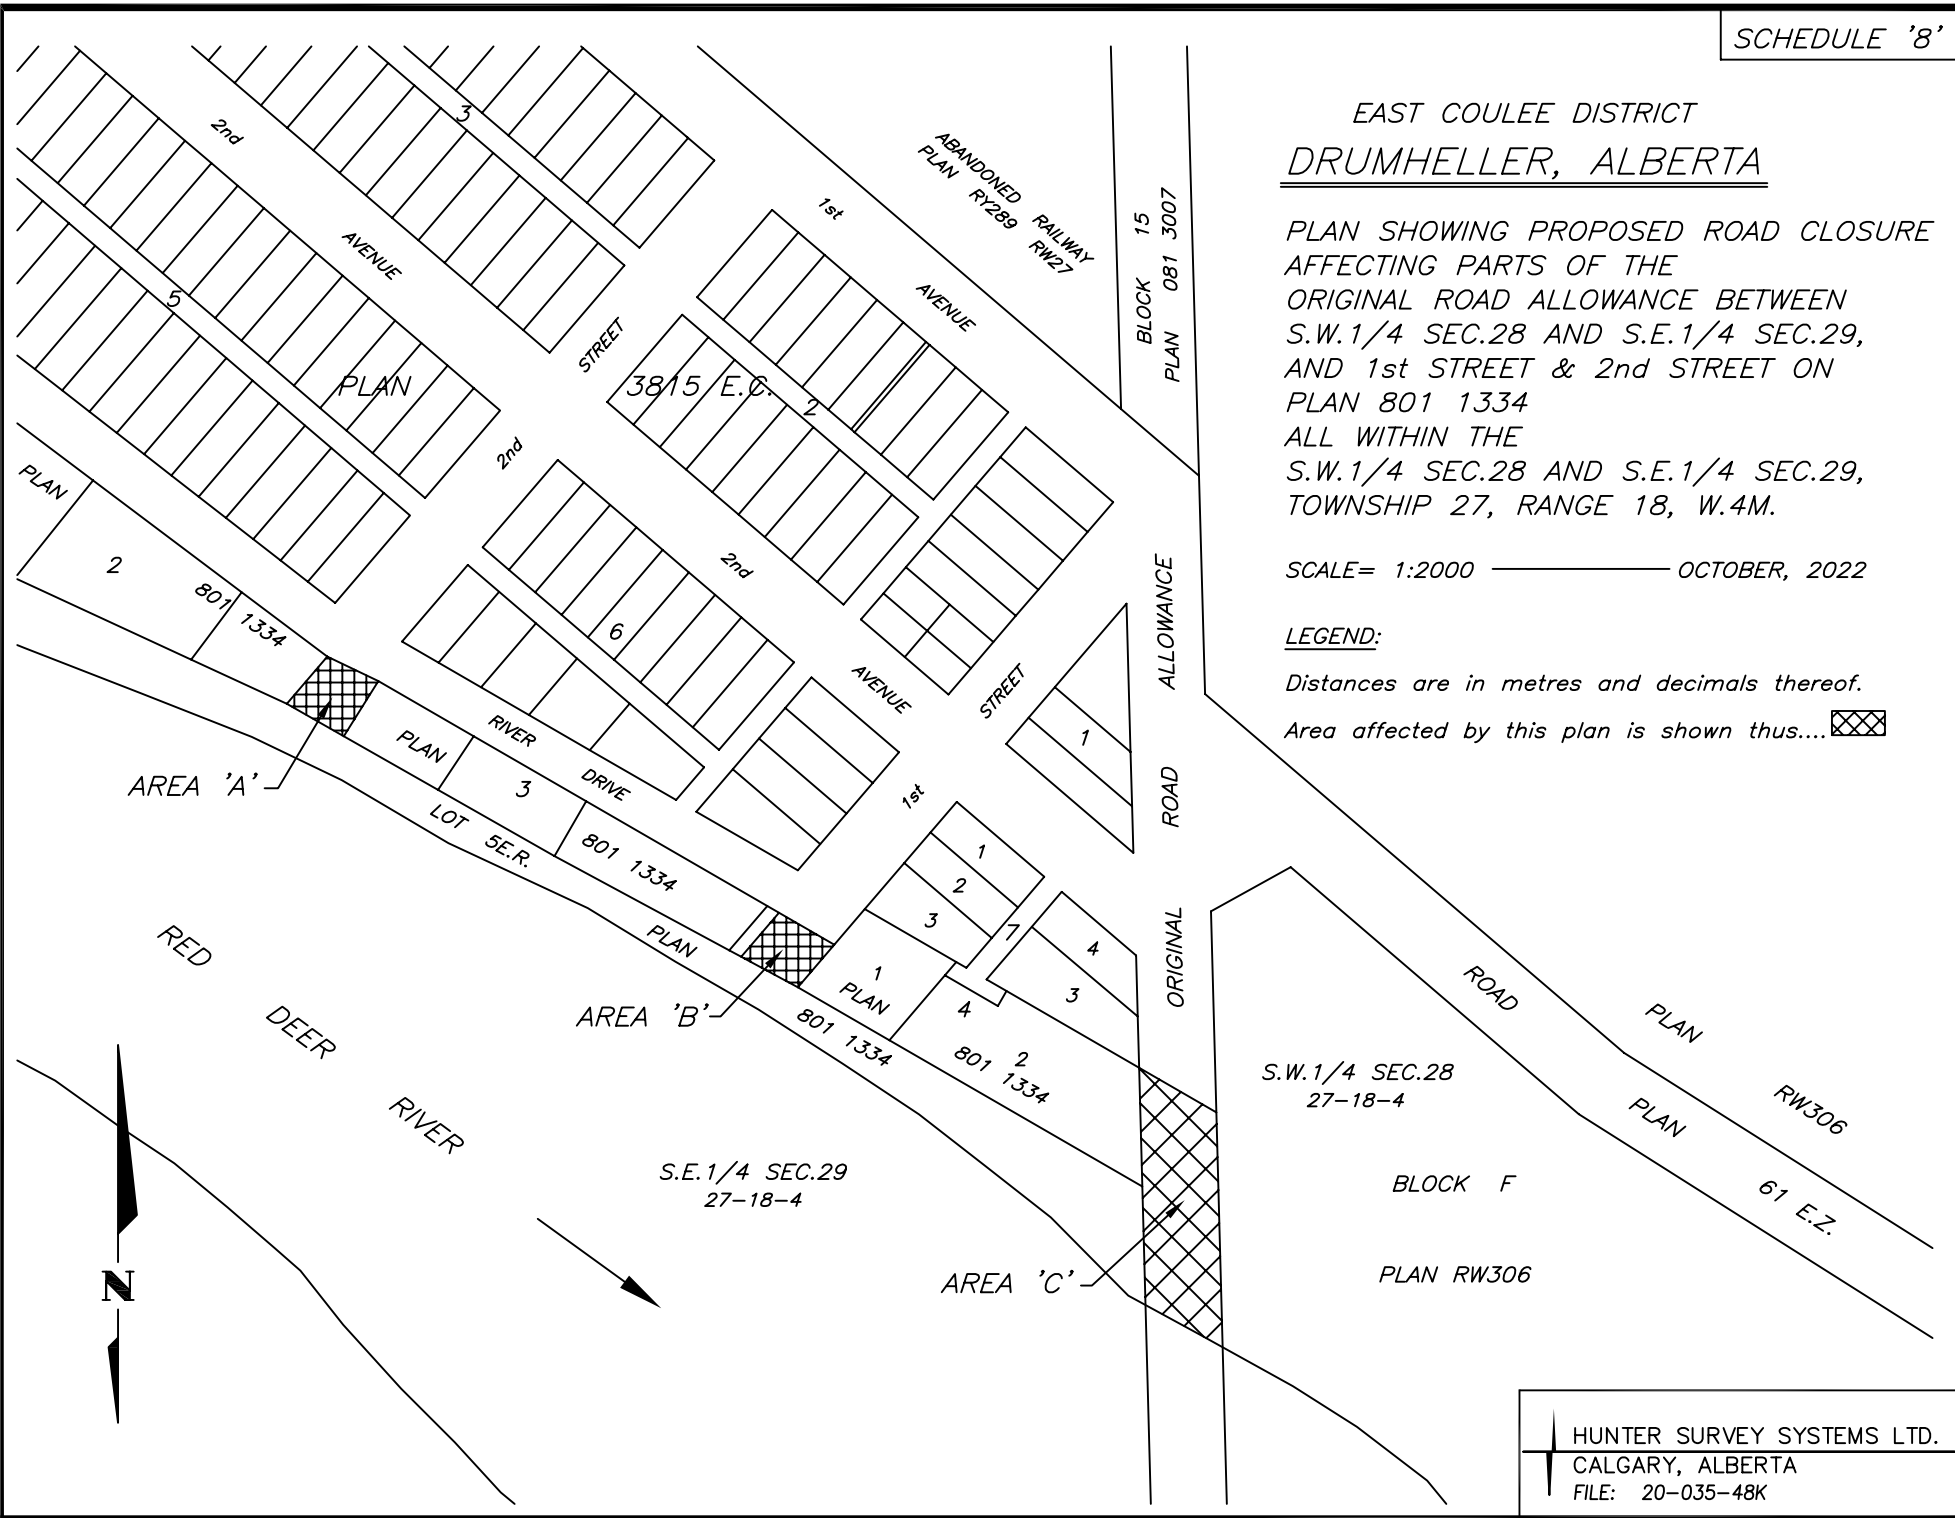 SCHEDULE '8'
EAST COULEE DISTRICT
DRUMHELLER, ALBERTA
PLAN SHOWING PROPOSED ROAD CLOSURE
AFFECTING PARTS OF THE
ORIGINAL ROAD ALLOWANCE BETWEEN
S.W.1/4 SEC.28 AND S.E.1/4 SEC.29,
AND 1st STREET & 2nd STREET ON
PLAN 801 1334
ALL WITHIN THE
S.W.1/4 SEC.28 AND S.E.1/4 SEC.29,
TOWNSHIP 27, RANGE 18, W.4M.
SCALE= 1:2000 OCTOBER, 2022
LEGEND:
Distances are in metres and decimals thereof.
Area affected by this plan is shown thus....
3
2nd
AVENUE
1st
AVENUE
ABANDONED RAILWAY
PLAN RY289 RW27
BLOCK 15
PLAN 081 3007
5
PLAN
3815 E.G.
2
STREET
2nd
PLAN
2
801 1334
6
2nd
AVENUE
STREET
1st
1
ORIGINAL ROAD ALLOWANCE
RIVER DRIVE
AREA 'A'
PLAN
3
801 1334
LOT 5E.R.
PLAN
801 1334
AREA 'B'
1
2
3
7
4
3
1
PLAN
4
2
801 1334
RED DEER RIVER
N
S.E.1/4 SEC.29
27-18-4
AREA 'C'
S.W.1/4 SEC.28
27-18-4
BLOCK F
PLAN RW306
ROAD
PLAN
61 E.Z.
PLAN
RW306
HUNTER SURVEY SYSTEMS LTD.
CALGARY, ALBERTA
FILE: 20-035-48K